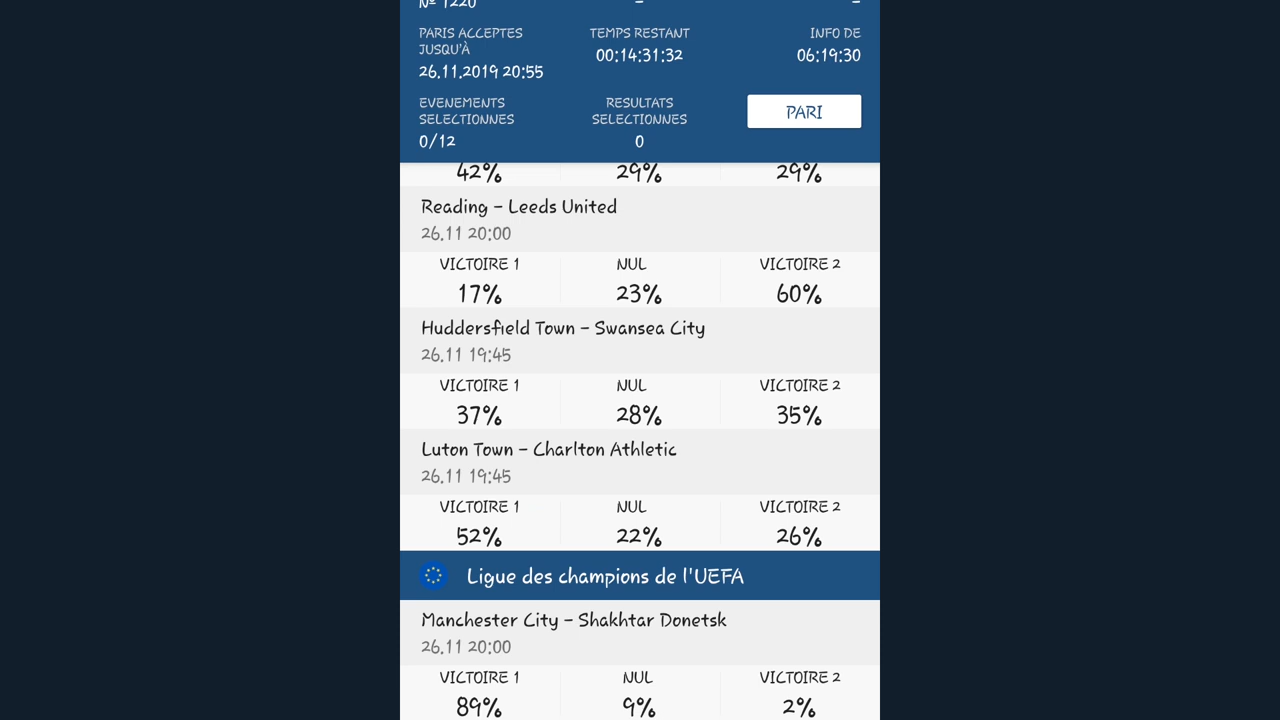 № 1220 – –
PARIS ACCEPTES JUSQU'À TEMPS RESTANT INFO DE
26.11.2019 20:55 00:14:31:32 06:19:30
EVENEMENTS SELECTIONNES RESULTATS SELECTIONNES PARI
0/12 0
42% 29% 29%
Reading – Leeds United
26.11 20:00
VICTOIRE 1 NUL VICTOIRE 2
17% 23% 60%
Huddersfield Town – Swansea City
26.11 19:45
VICTOIRE 1 NUL VICTOIRE 2
37% 28% 35%
Luton Town – Charlton Athletic
26.11 19:45
VICTOIRE 1 NUL VICTOIRE 2
52% 22% 26%
Ligue des champions de l'UEFA
Manchester City – Shakhtar Donetsk
26.11 20:00
VICTOIRE 1 NUL VICTOIRE 2
89% 9% 2%